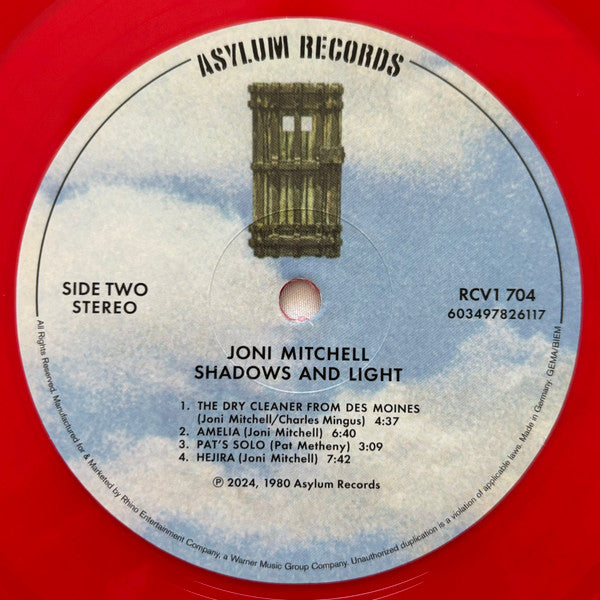 ASYLUM RECORDS
SIDE TWO
STEREO
RCV1 704
603497826117
JONI MITCHELL
SHADOWS AND LIGHT
1. THE DRY CLEANER FROM DES MOINES
(Joni Mitchell/Charles Mingus) 4:37
2. AMELIA (Joni Mitchell) 6:40
3. PAT'S SOLO (Pat Metheny) 3:09
4. HEJIRA (Joni Mitchell) 7:42
℗ 2024, 1980 Asylum Records
All Rights Reserved. Manufactured for & Marketed by Rhino Entertainment Company, a Warner Music Group Company. Unauthorized duplication is a violation of applicable laws. Made in Germany. GEMA/BIEM